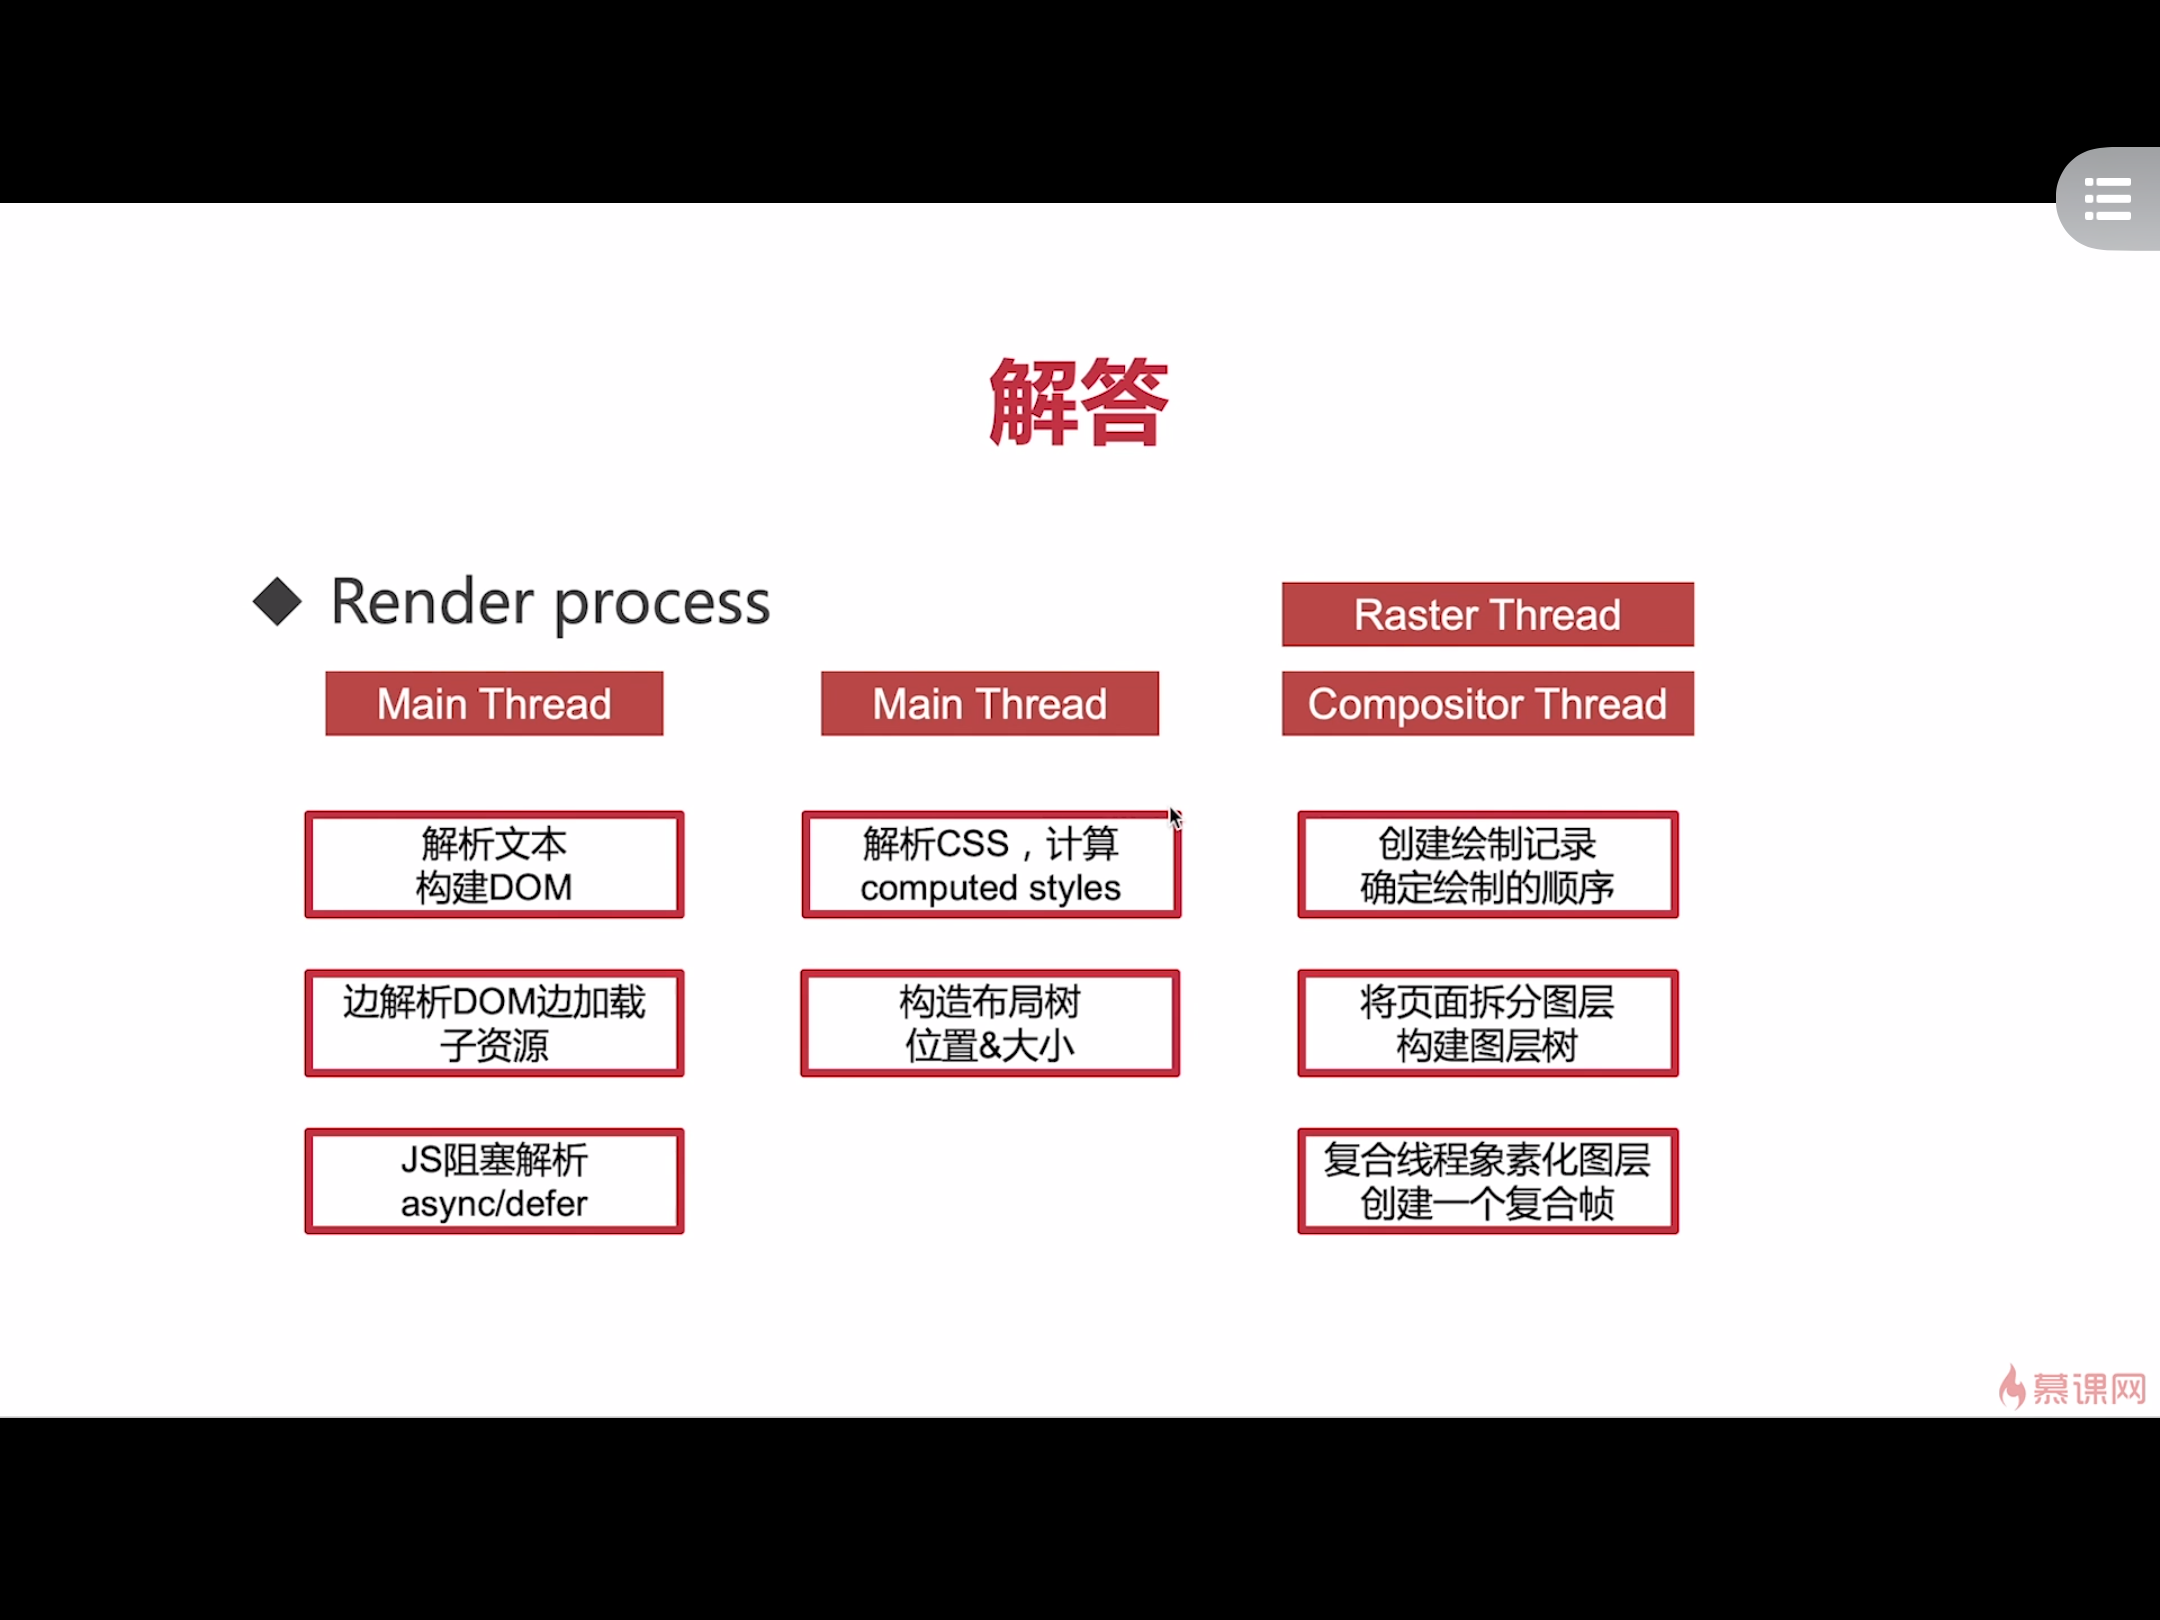 解答
Render process
Raster Thread
Main Thread
Main Thread
Compositor Thread
解析文本
构建DOM
解析CSS，计算
computed styles
创建绘制记录
确定绘制的顺序
边解析DOM边加载
子资源
构造布局树
位置&大小
将页面拆分图层
构建图层树
JS阻塞解析
async/defer
复合线程象素化图层
创建一个复合帧
慕课网